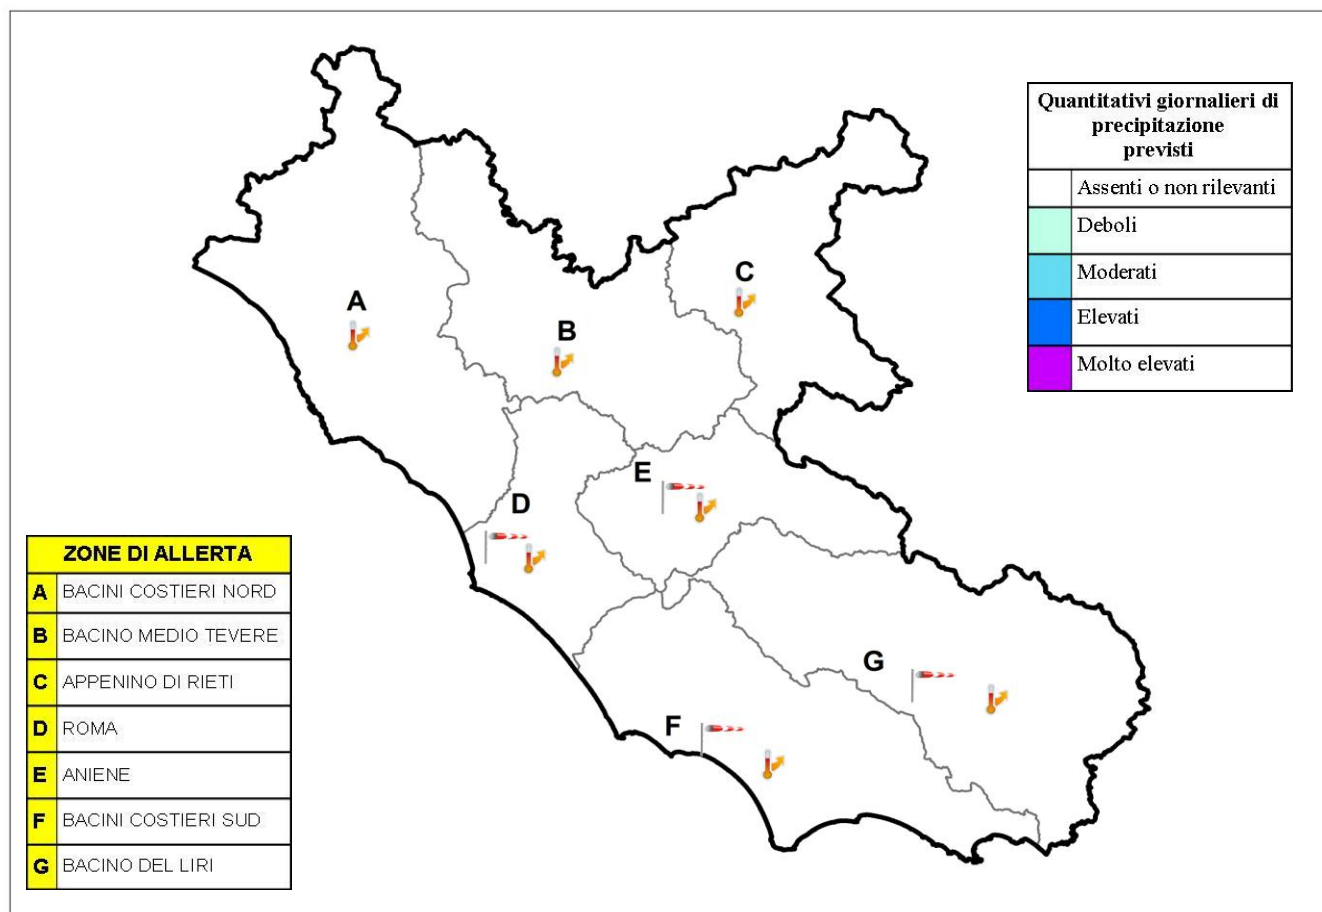 Quantitativi giornalieri di
precipitazione
previsti
Assenti o non rilevanti
Deboli
Moderati
Elevati
Molto elevati
A
B
C
E
D
G
F
ZONE DI ALLERTA
A BACINI COSTIERI NORD
B BACINO MEDIO TEVERE
C APPENINO DI RIETI
D ROMA
E ANIENE
F BACINI COSTIERI SUD
G BACINO DEL LIRI